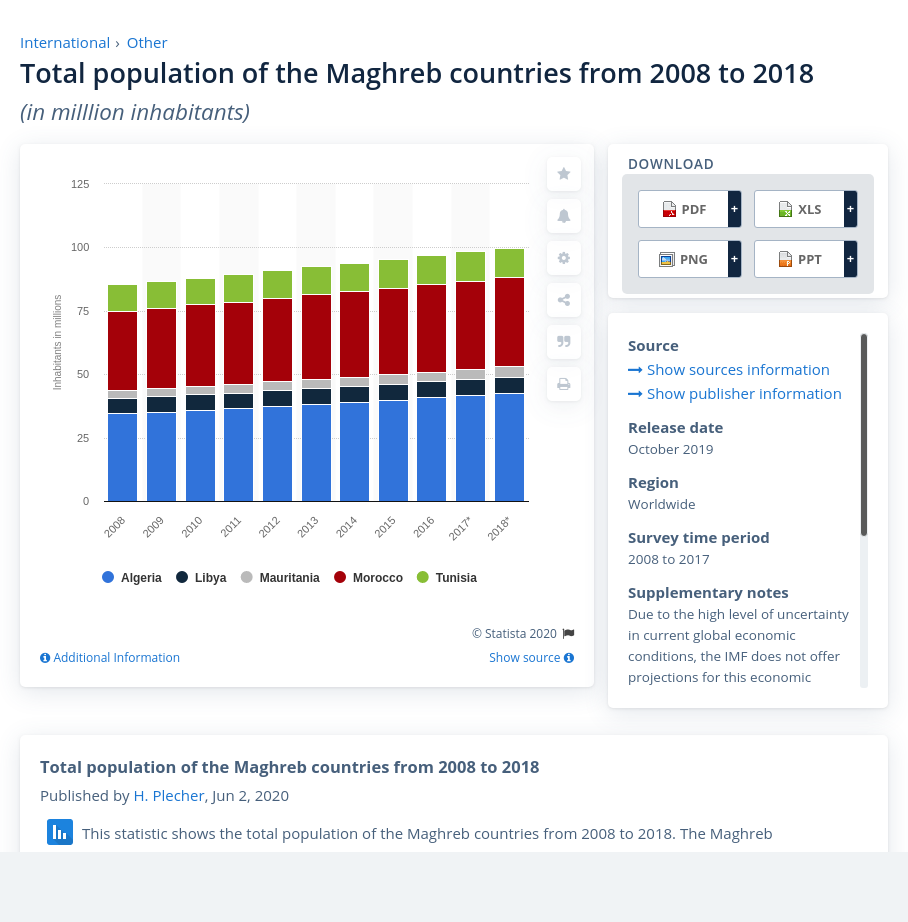 International › Other
Total population of the Maghreb countries from 2008 to 2018
(in milllion inhabitants)
125
100
75
50
25
0
Inhabitants in millions
2008 2009 2010 2011 2012 2013 2014 2015 2016 2017* 2018*
Algeria Libya Mauritania Morocco Tunisia
© Statista 2020
Additional Information Show source
DOWNLOAD
PDF + XLS +
PNG + PPT +
Source
Show sources information
Show publisher information
Release date
October 2019
Region
Worldwide
Survey time period
2008 to 2017
Supplementary notes
Due to the high level of uncertainty
in current global economic
conditions, the IMF does not offer
projections for this economic
Total population of the Maghreb countries from 2008 to 2018
Published by H. Plecher, Jun 2, 2020
This statistic shows the total population of the Maghreb countries from 2008 to 2018. The Maghreb